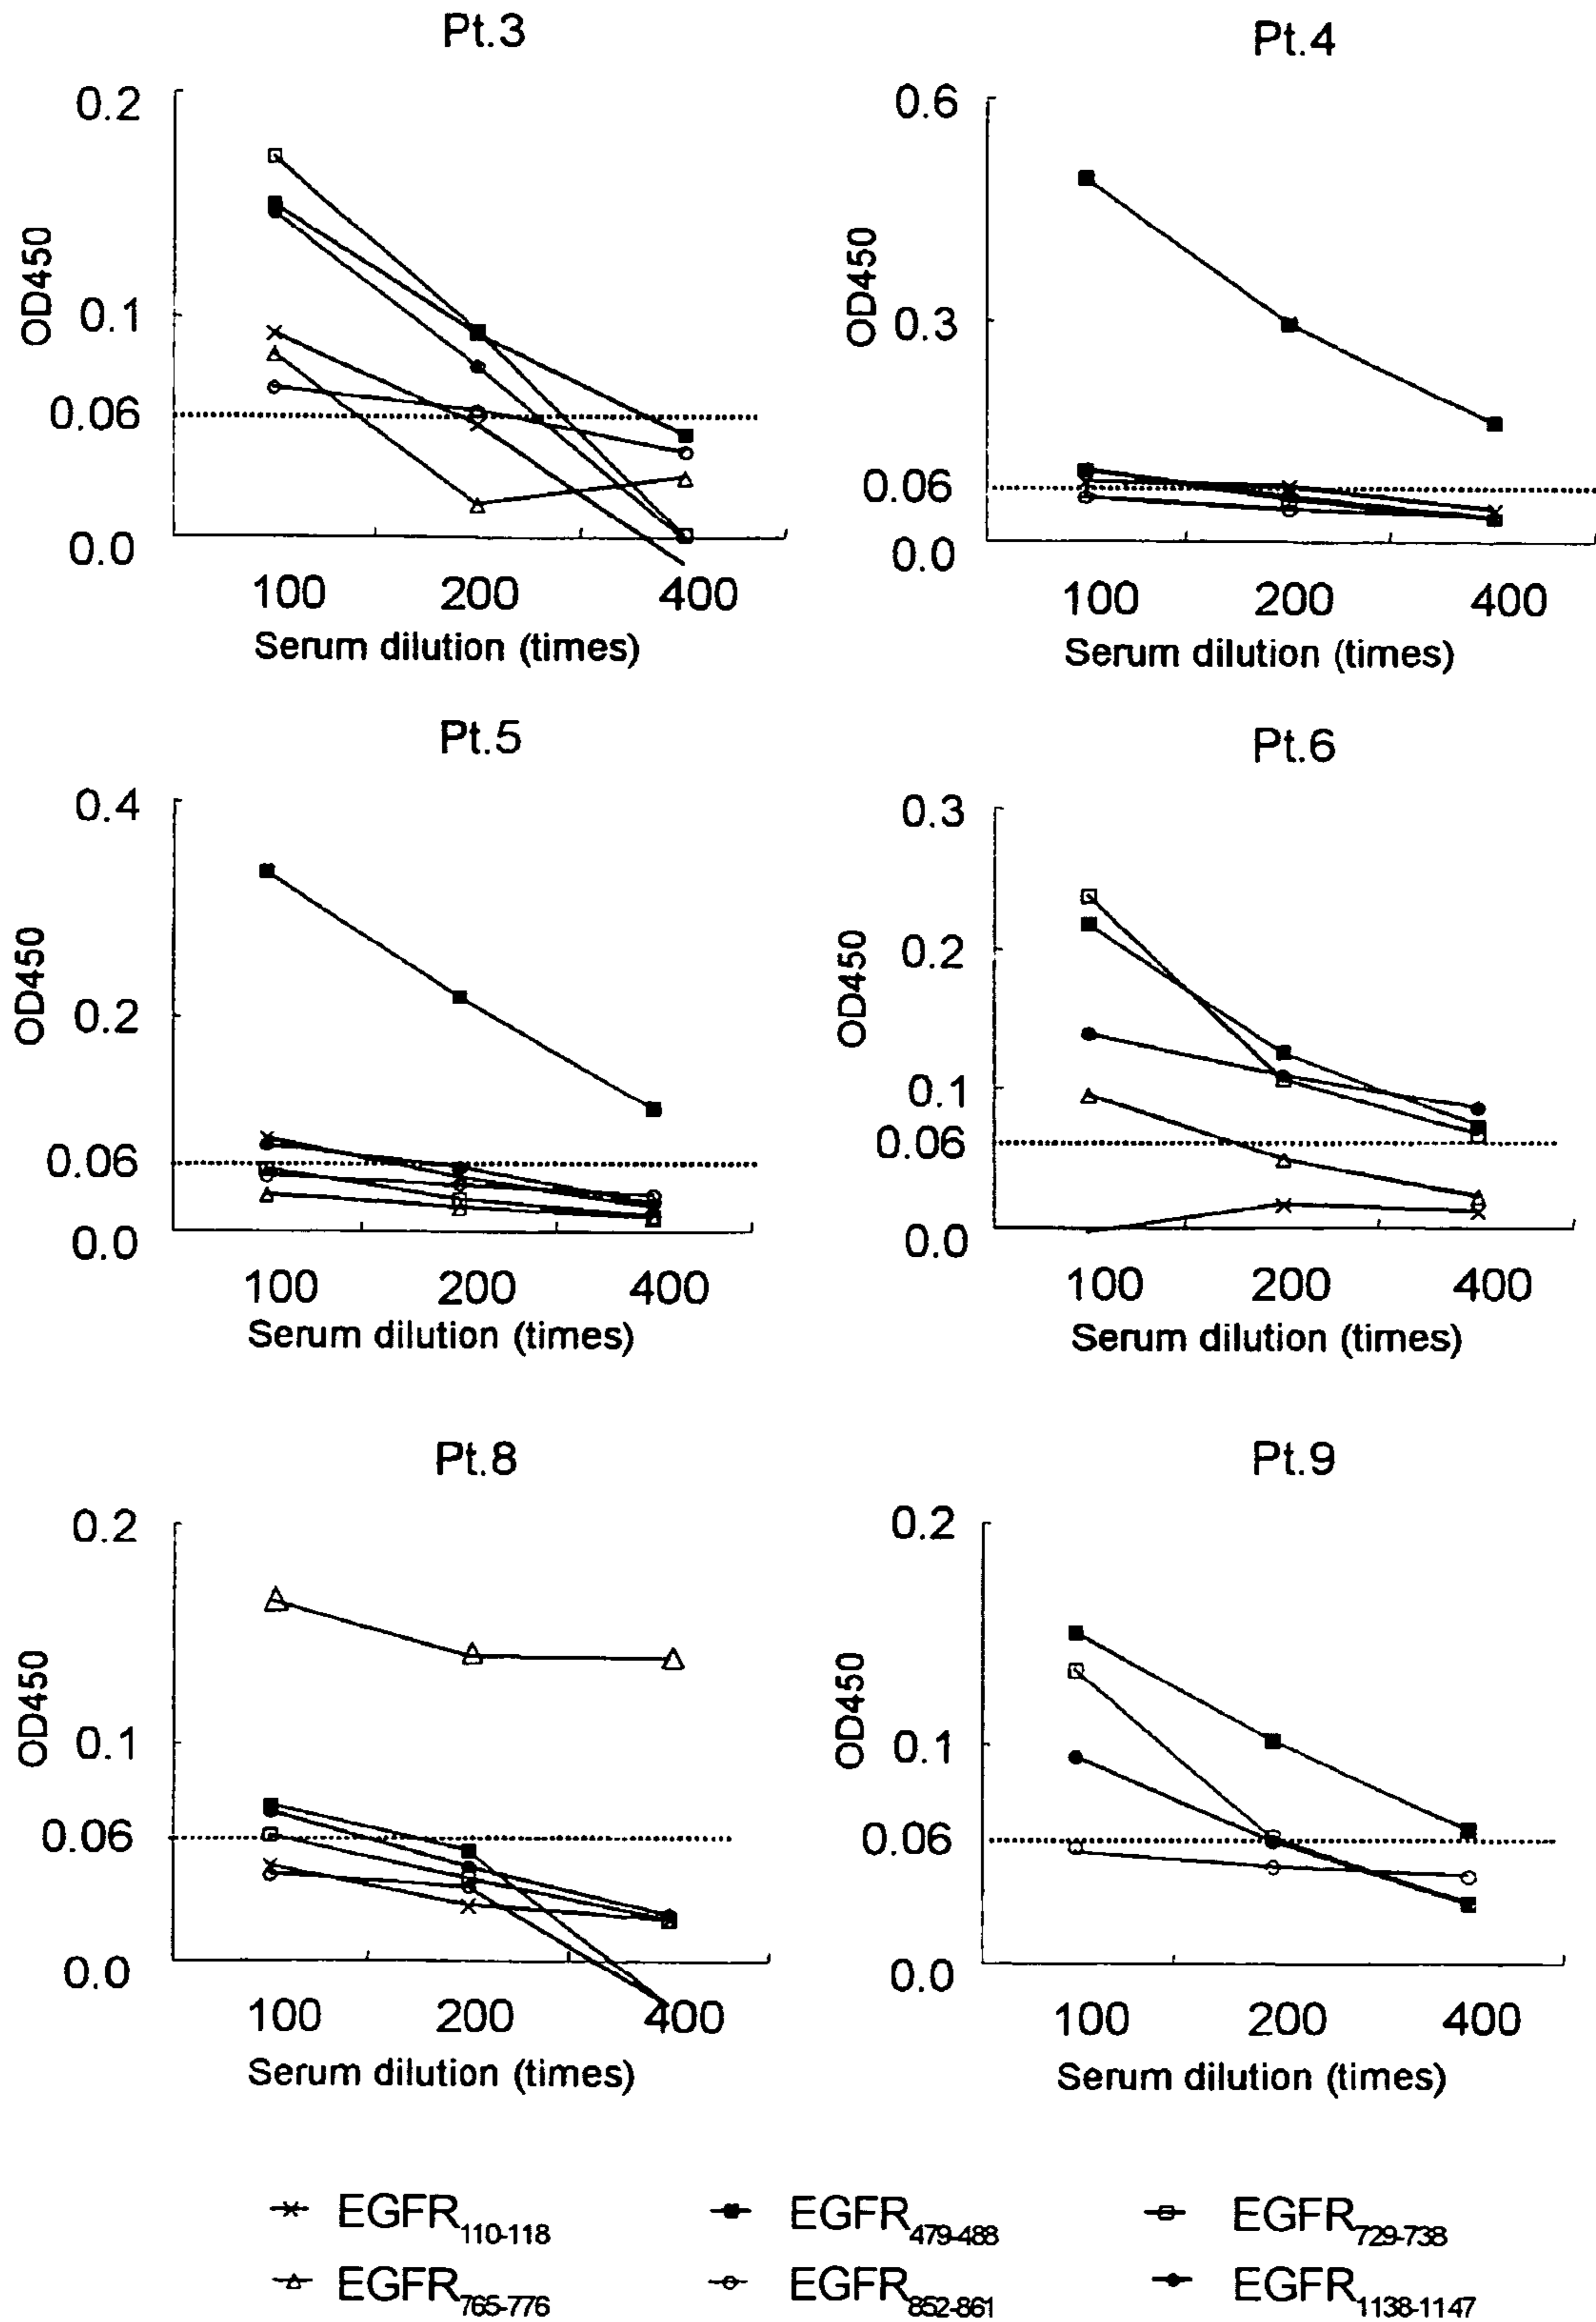 Pt.3
0.2
0.1
0.06
0.0
OD450
100 200 400
Serum dilution (times)
Pt.4
0.6
0.3
0.06
0.0
OD450
100 200 400
Serum dilution (times)
Pt.5
0.4
0.2
0.06
0.0
OD450
100 200 400
Serum dilution (times)
Pt.6
0.3
0.2
0.1
0.06
0.0
OD450
100 200 400
Serum dilution (times)
Pt.8
0.2
0.1
0.06
0.0
OD450
100 200 400
Serum dilution (times)
Pt.9
0.2
0.1
0.06
0.0
OD450
100 200 400
Serum dilution (times)
EGFR110-118 EGFR479-488 EGFR729-738
EGFR765-776 EGFR852-861 EGFR1138-1147